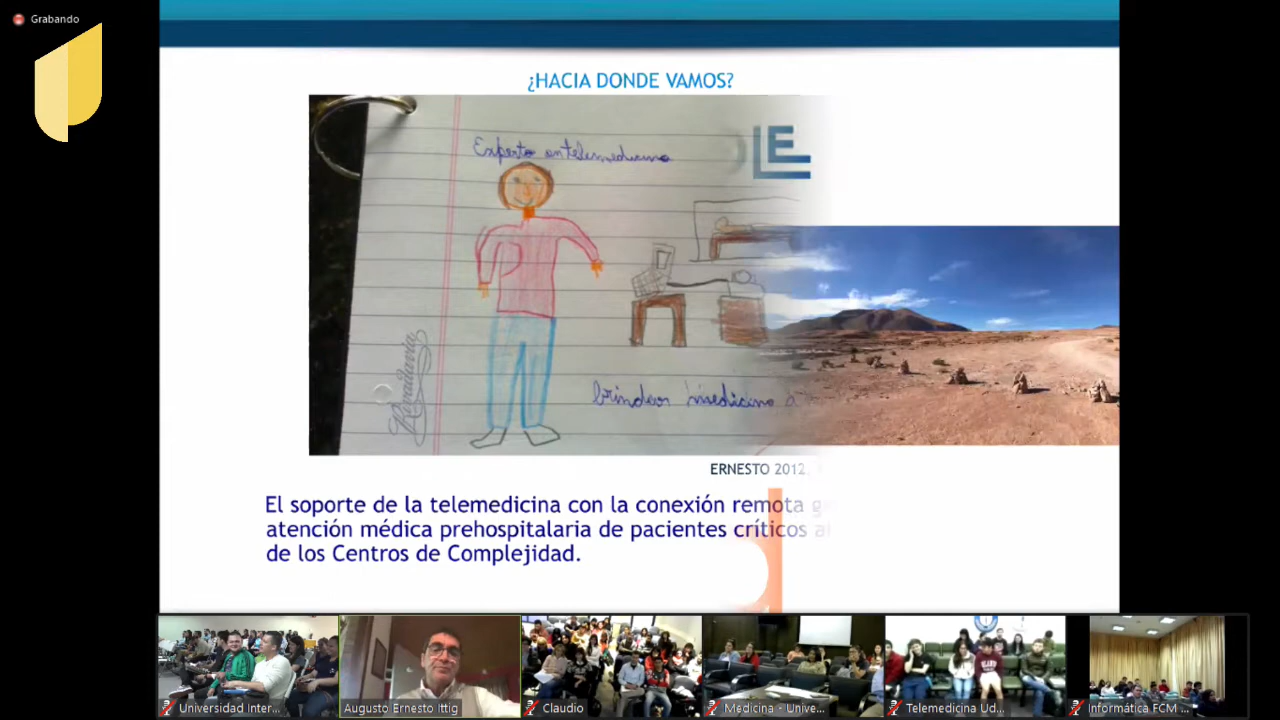 Grabando
¿HACIA DONDE VAMOS?
Experto en telemedicina
LE
Rivadavia
brindar medicina a
ERNESTO 2012.
El soporte de la telemedicina con la conexión remota
atención médica prehospitalaria de pacientes críticos
de los Centros de Complejidad.
Universidad Inter...
Augusto Ernesto Ittig
Claudio
Medicina - Unive...
Telemedicina Ud...
Informática FCM ...